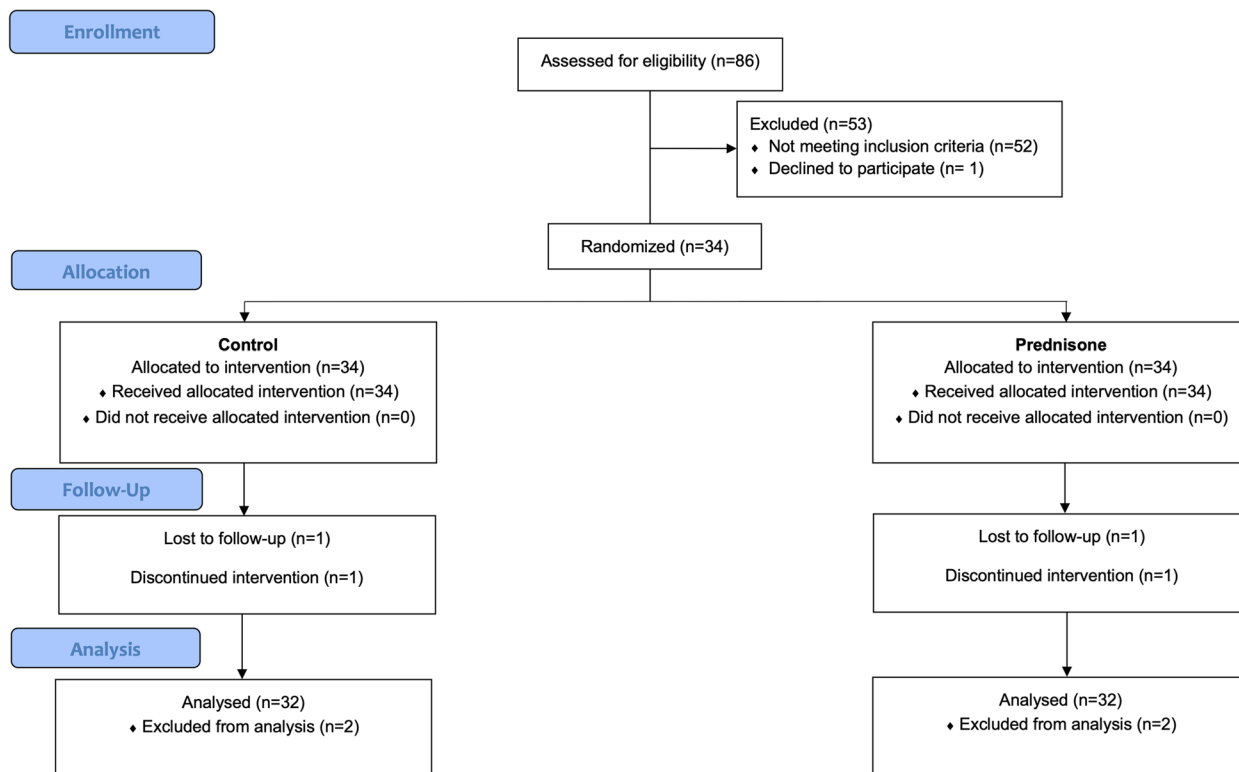 Enrollment
Assessed for eligibility (n=86)
Excluded (n=53)
♦ Not meeting inclusion criteria (n=52)
♦ Declined to participate (n= 1)
Randomized (n=34)
Allocation
Control
Allocated to intervention (n=34)
♦ Received allocated intervention (n=34)
♦ Did not receive allocated intervention (n=0)
Prednisone
Allocated to intervention (n=34)
♦ Received allocated intervention (n=34)
♦ Did not receive allocated intervention (n=0)
Follow-Up
Lost to follow-up (n=1)
Discontinued intervention (n=1)
Lost to follow-up (n=1)
Discontinued intervention (n=1)
Analysis
Analysed (n=32)
♦ Excluded from analysis (n=2)
Analysed (n=32)
♦ Excluded from analysis (n=2)